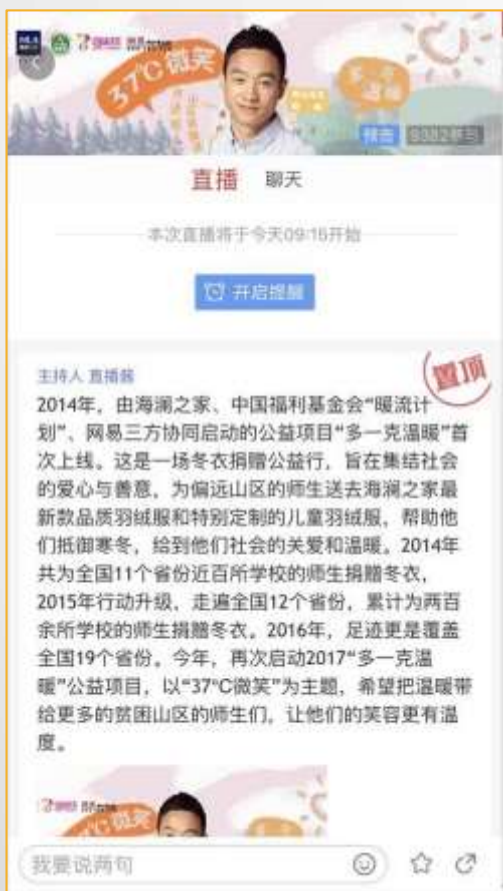 37℃微笑
多一克
温暖
预告
直播 聊天
本次直播将于今天09:15开始
开启提醒
置顶
主持人 直播酱
2014年，由海澜之家、中国福利基金会“暖流计
划”、网易三方协同启动的公益项目“多一克温暖”首
次上线。这是一场冬衣捐赠公益行，旨在集结社会
的爱心与善意，为偏远山区的师生送去海澜之家最
新款品质羽绒服和特别定制的儿童羽绒服，帮助他
们抵御寒冬，给到他们社会的关爱和温暖。2014年
共为全国11个省份近百所学校的师生捐赠冬衣，
2015年行动升级，走遍全国12个省份，累计为两百
余所学校的师生捐赠冬衣。2016年，足迹更是覆盖
全国19个省份。今年，再次启动2017“多一克温
暖”公益项目，以“37℃微笑”为主题，希望把温暖带
给更多的贫困山区的师生们，让他们的笑容更有温
度。
℃微笑
我要说两句